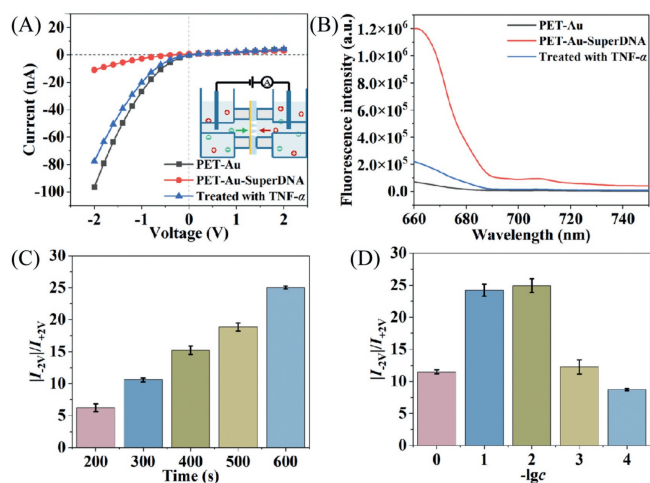 (A)
20
0
-20
-40
-60
-80
-100
Current (nA)
A
PET-Au
PET-Au-SuperDNA
Treated with TNF-α
-2 -1 0 1 2
Voltage (V)
(B)
Fluorescence intensity (a.u.)
1.2×10⁶
1.0×10⁶
8.0×10⁵
6.0×10⁵
4.0×10⁵
2.0×10⁵
0.0
PET-Au
PET-Au-SuperDNA
Treated with TNF-α
660 680 700 720 740
Wavelength (nm)
(C)
|I-2V|/I+2V
30
25
20
15
10
5
0
200 300 400 500 600
Time (s)
(D)
|I-2V|/I+2V
30
25
20
15
10
5
0
0 1 2 3 4
-lgc